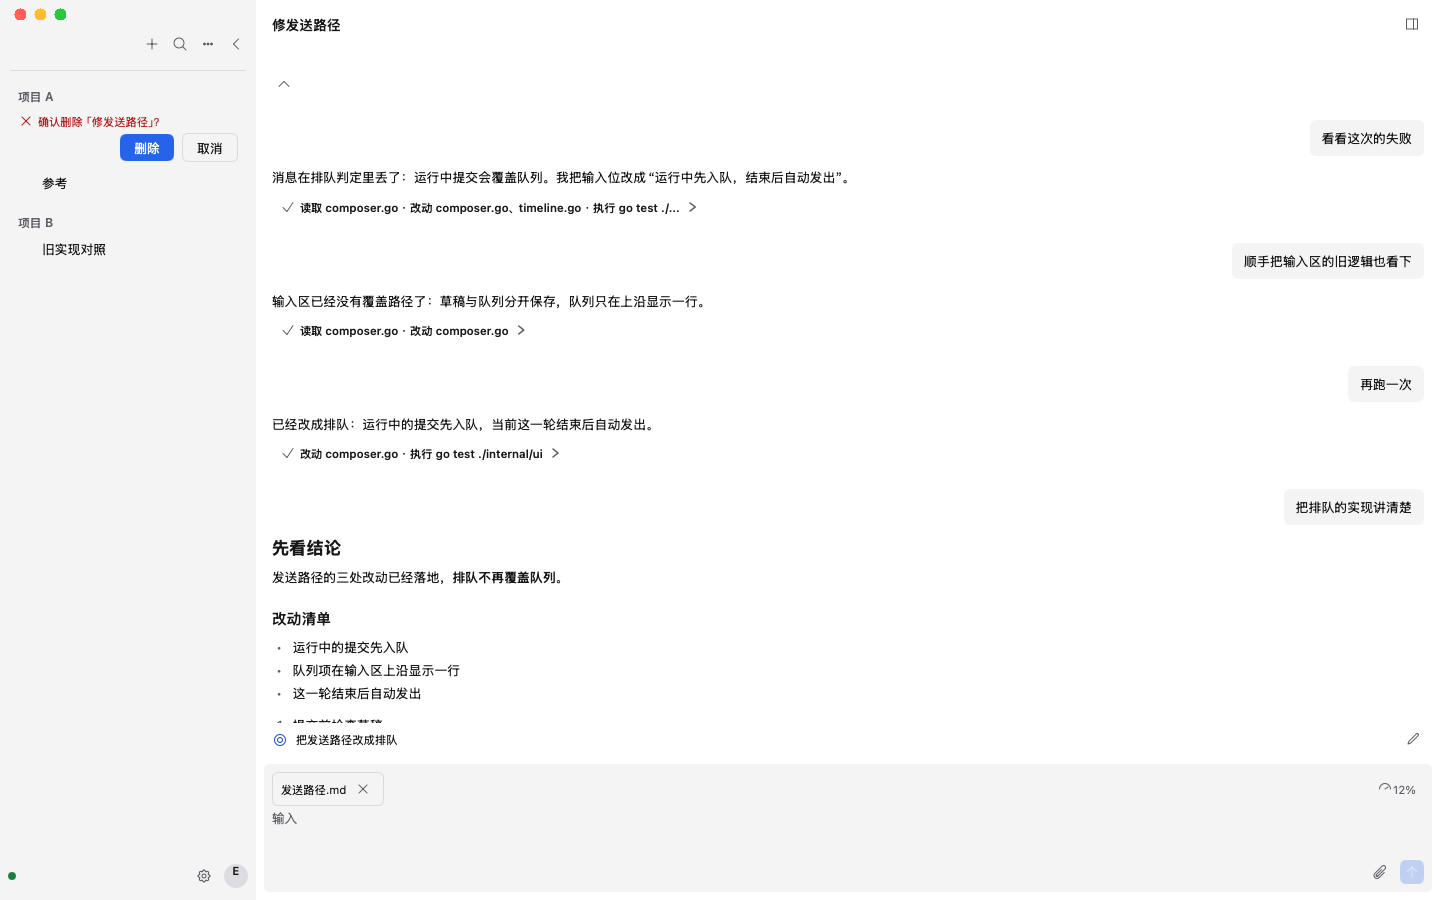 修发送路径
项目 A
确认删除「修发送路径」?
删除
取消
参考
项目 B
旧实现对照
E
看看这次的失败
消息在排队判定里丢了：运行中提交会覆盖队列。我把输入位改成“运行中先入队，结束后自动发出”。
读取 composer.go · 改动 composer.go、timeline.go · 执行 go test ./...
顺手把输入区的旧逻辑也看下
输入区已经没有覆盖路径了：草稿与队列分开保存，队列只在上沿显示一行。
读取 composer.go · 改动 composer.go
再跑一次
已经改成排队：运行中的提交先入队，当前这一轮结束后自动发出。
改动 composer.go · 执行 go test ./internal/ui
把排队的实现讲清楚
先看结论
发送路径的三处改动已经落地，排队不再覆盖队列。
改动清单
• 运行中的提交先入队
• 队列项在输入区上沿显示一行
• 这一轮结束后自动发出
把发送路径改成排队
发送路径.md
12%
输入